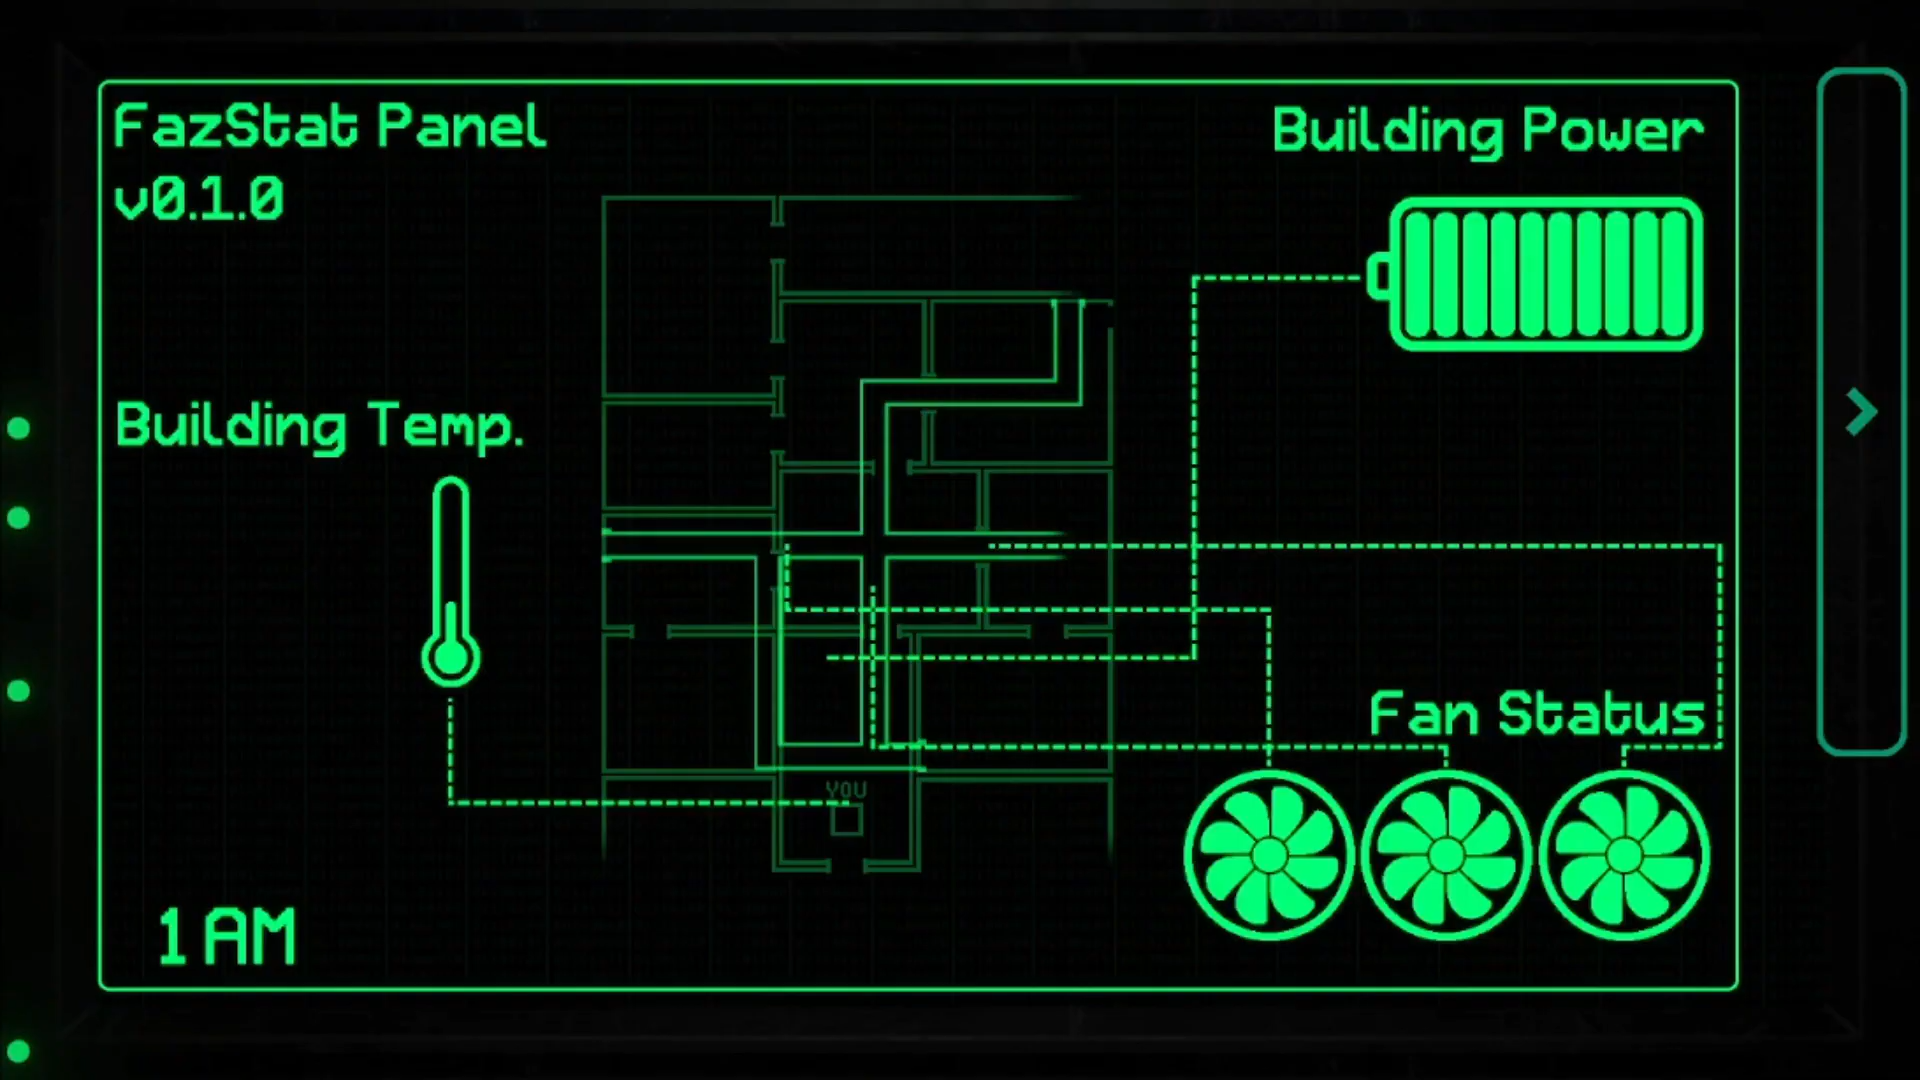 FazStat Panel
v0.1.0
Building Power
Building Temp.
Fan Status
YOU
1 AM